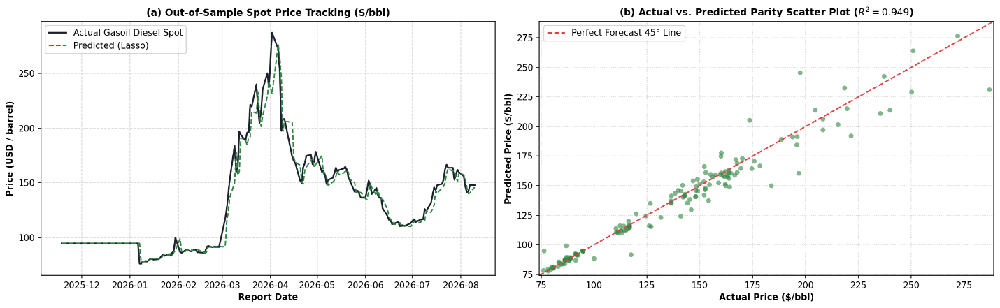 (a) Out-of-Sample Spot Price Tracking ($/bbl)
Actual Gasoil Diesel Spot
Predicted (Lasso)
Price (USD / barrel)
250
200
150
100
2025-12 2026-01 2026-02 2026-03 2026-04 2026-05 2026-06 2026-07 2026-08
Report Date
(b) Actual vs. Predicted Parity Scatter Plot (R² = 0.949)
Perfect Forecast 45° Line
Predicted Price ($/bbl)
275
250
225
200
175
150
125
100
75
75 100 125 150 175 200 225 250 275
Actual Price ($/bbl)